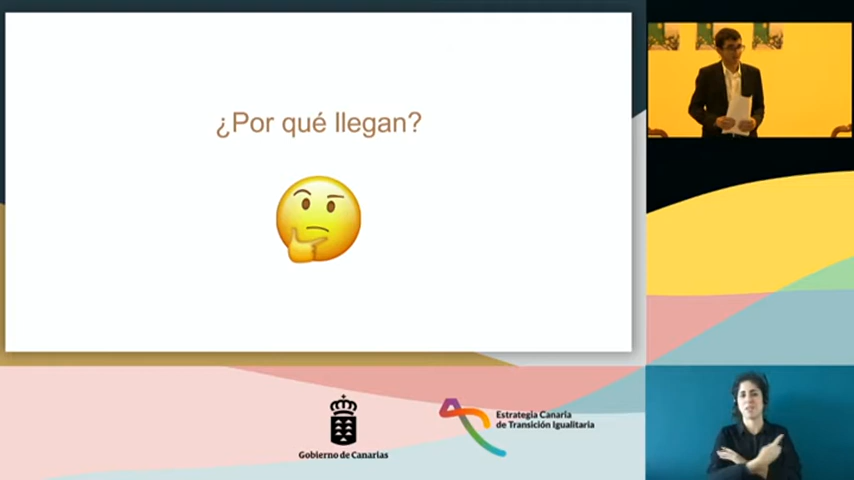 ¿Por qué llegan?
Gobierno de Canarias
Estrategia Canaria
de Transición Igualitaria